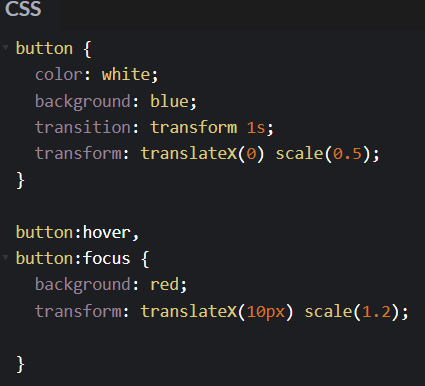 CSS
button {
color: white;
background: blue;
transition: transform 1s;
transform: translateX(0) scale(0.5);
}
button:hover,
button:focus {
background: red;
transform: translateX(10px) scale(1.2);
}